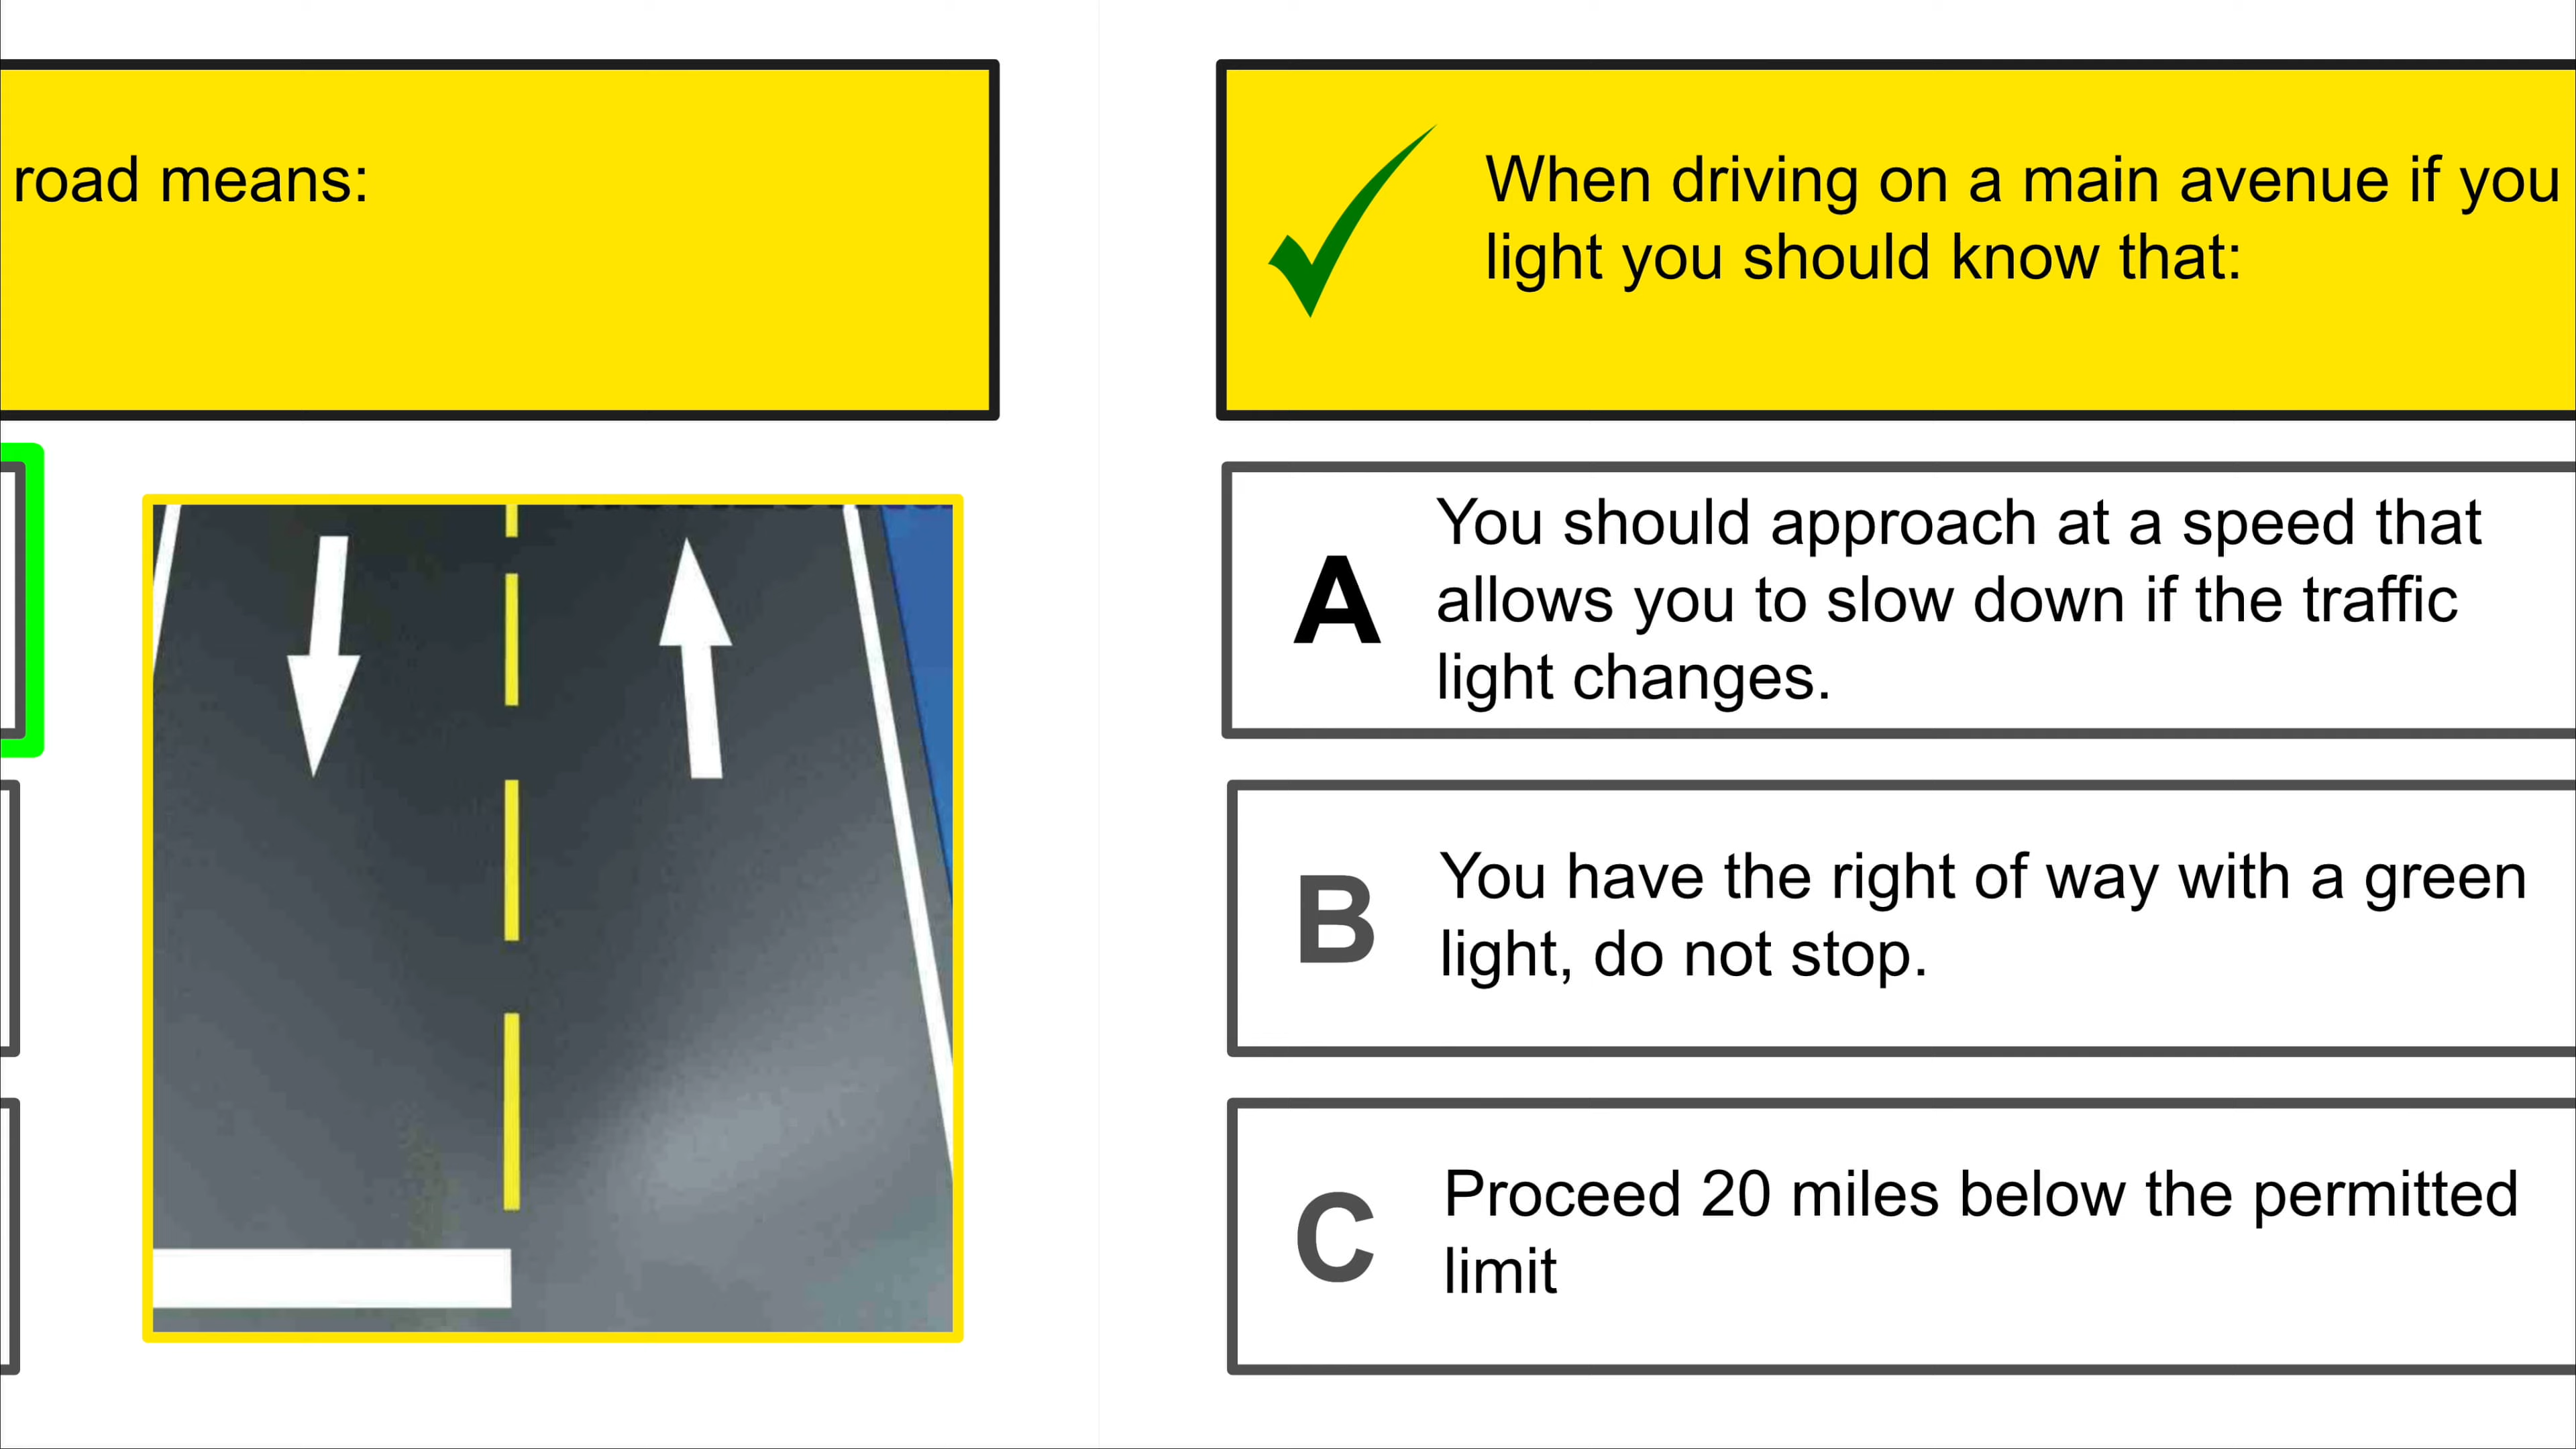 road means:
When driving on a main avenue if you
light you should know that:
A
You should approach at a speed that
allows you to slow down if the traffic
light changes.
B
You have the right of way with a green
light, do not stop.
C
Proceed 20 miles below the permitted
limit